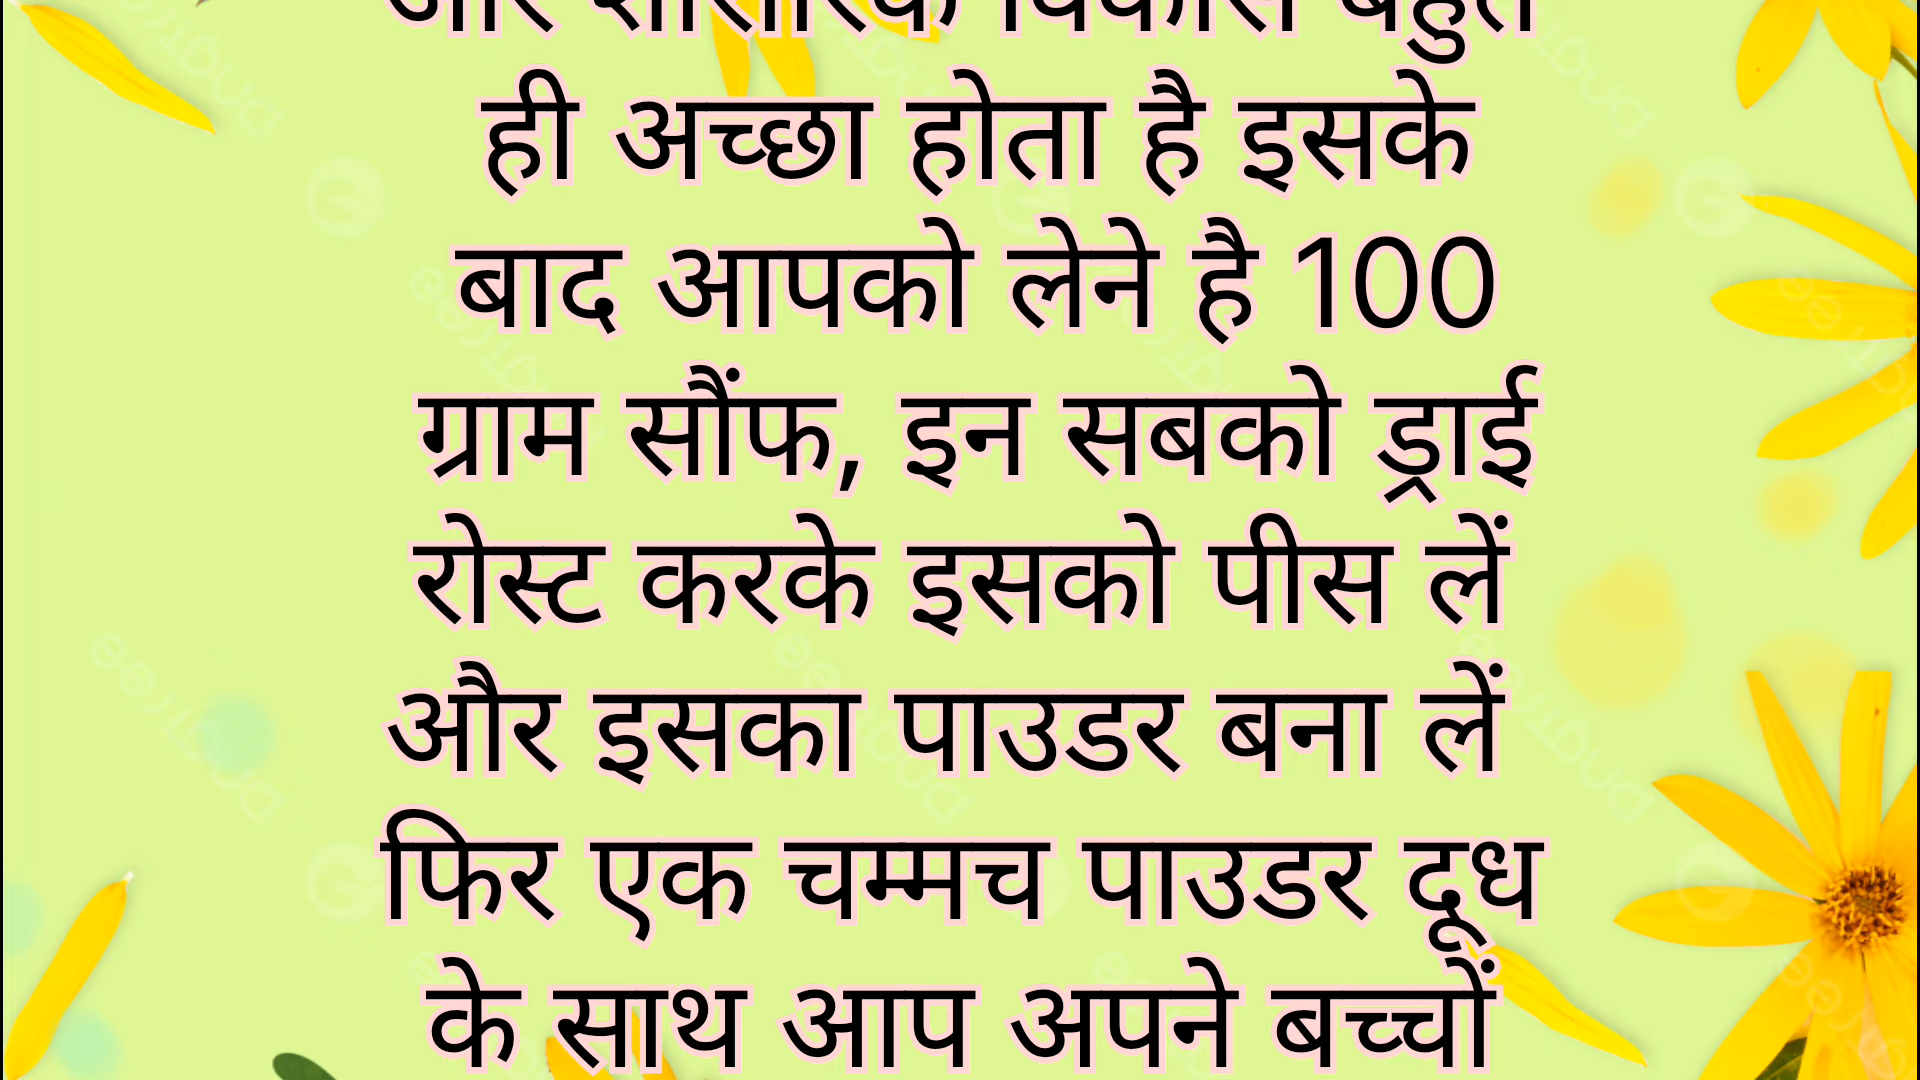 और शारीरिक विकास बहुत
ही अच्छा होता है इसके
बाद आपको लेने है 100
ग्राम सौंफ, इन सबको ड्राई
रोस्ट करके इसको पीस लें
और इसका पाउडर बना लें
फिर एक चम्मच पाउडर दूध
के साथ आप अपने बच्चों